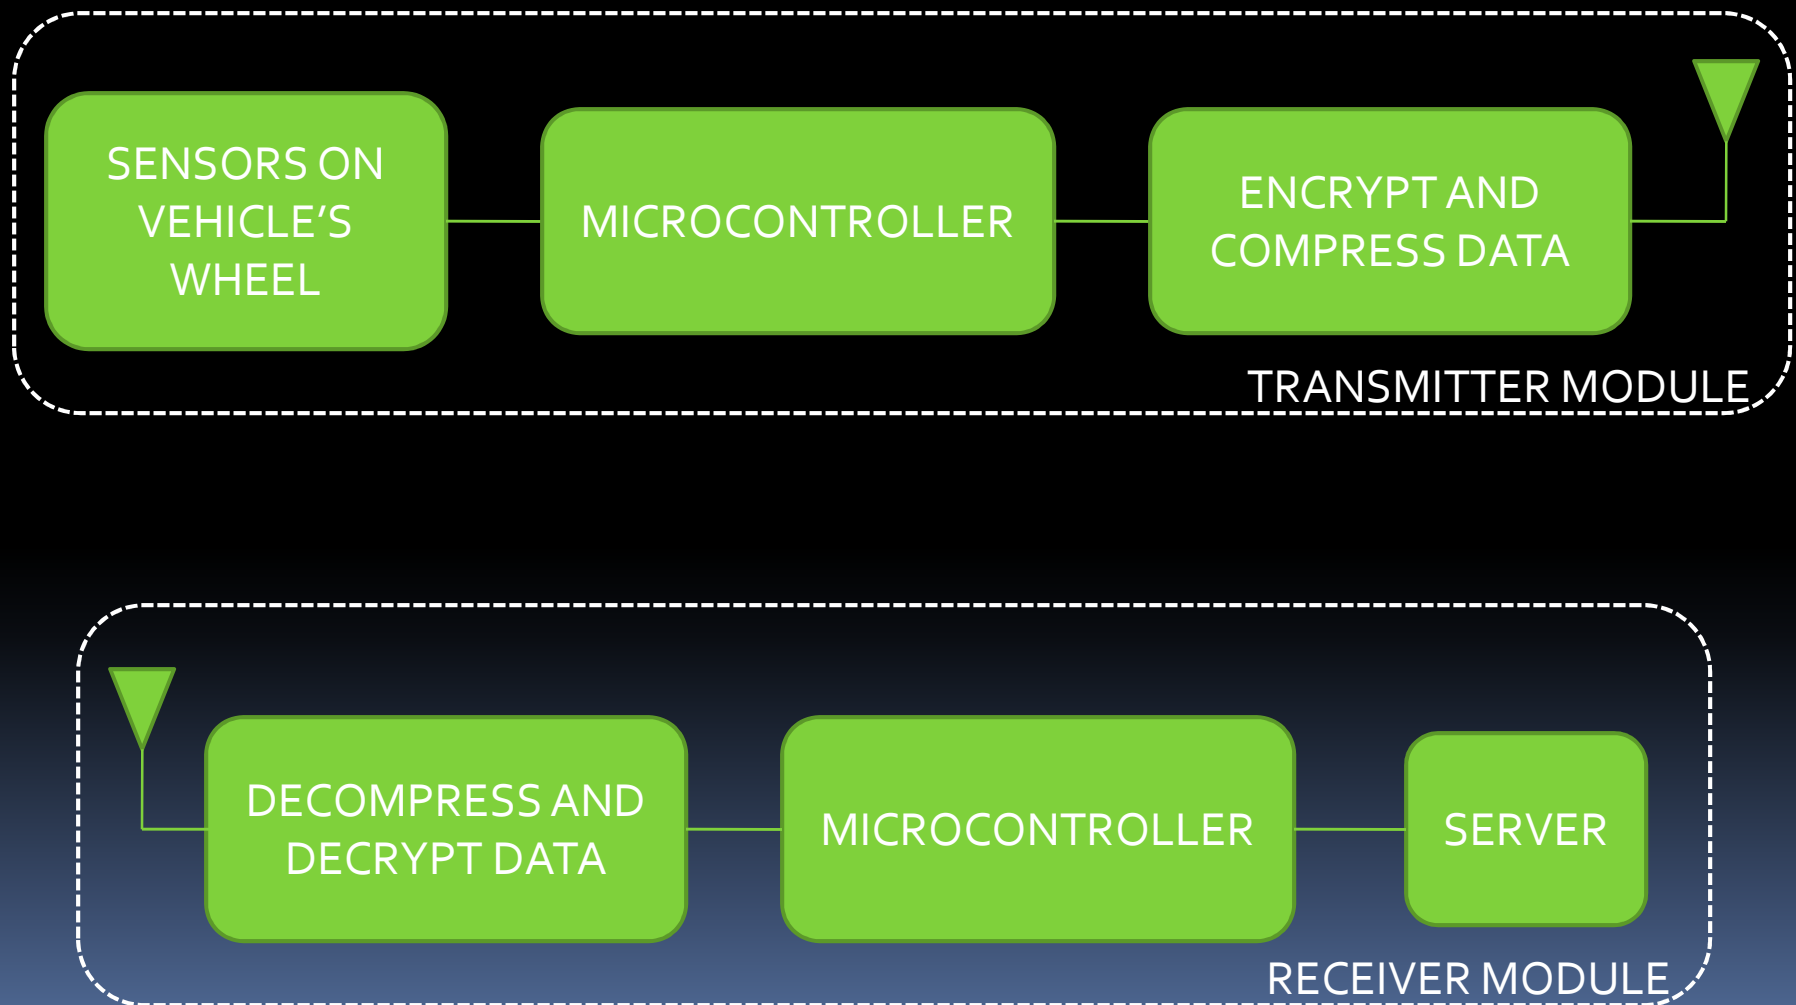 SENSORS ON
VEHICLE’S
WHEEL
MICROCONTROLLER
ENCRYPT AND
COMPRESS DATA
TRANSMITTER MODULE
DECOMPRESS AND
DECRYPT DATA
MICROCONTROLLER
SERVER
RECEIVER MODULE